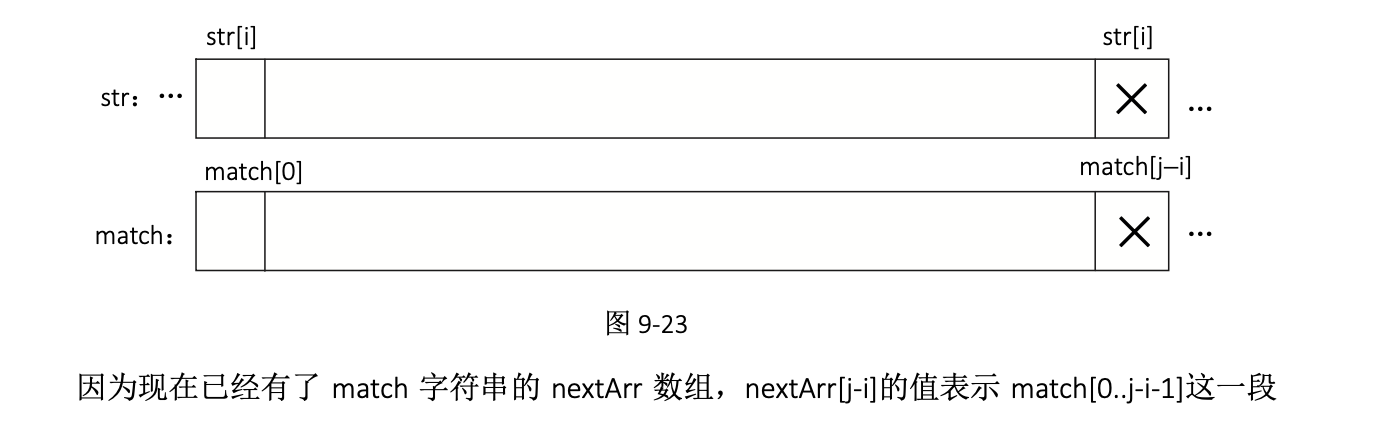 str[i] str[i]
str：… …
match[0] match[j–i]
match： …
图 9-23
因为现在已经有了 match 字符串的 nextArr 数组，nextArr[j-i]的值表示 match[0..j-i-1]这一段